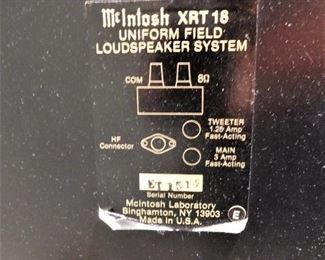 McIntosh XRT 18
UNIFORM FIELD
LOUDSPEAKER SYSTEM
COM 8Ω
TWEETER
1.25 Amp
Fast-Acting
HF
Connector
MAIN
3 Amp
Fast-Acting
Serial Number
McIntosh Laboratory
Binghamton, NY 13903
Made in U.S.A.
E